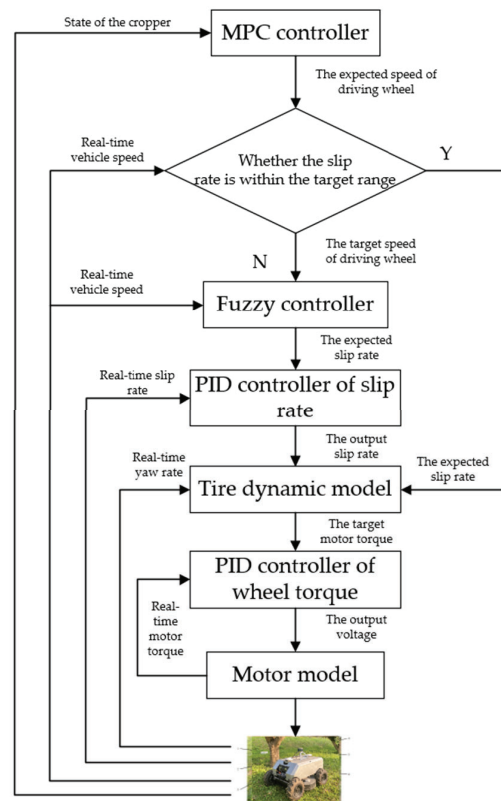 State of the cropper
MPC controller
The expected speed of
driving wheel
Real-time
vehicle speed
Whether the slip
rate is within the target range
Y
N
The target speed
of driving wheel
Real-time
vehicle speed
Fuzzy controller
The expected
slip rate
Real-time slip
rate
PID controller of slip
rate
The output
slip rate
Real-time
yaw rate
The expected
slip rate
Tire dynamic model
The target
motor torque
PID controller of
wheel torque
Real-
time
motor
torque
The output
voltage
Motor model